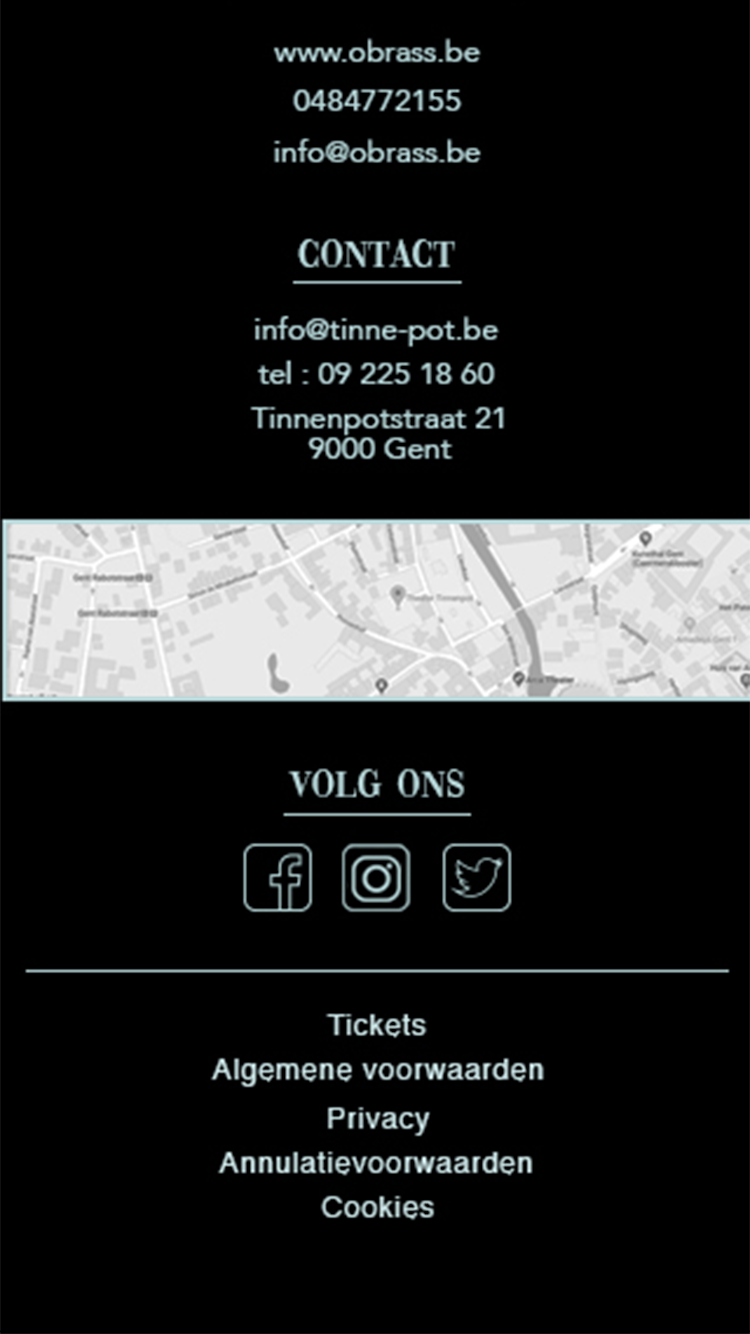 www.obrass.be
0484772155
info@obrass.be
CONTACT
info@tinne-pot.be
tel : 09 225 18 60
Tinnenpotstraat 21
9000 Gent
Kunsthal Gent
(Caermersklooster)
Gent Rabotstraat
Theater Tinnenpot
Gent Rabotstraat
Arca Theater
VOLG ONS
Tickets
Algemene voorwaarden
Privacy
Annulatievoorwaarden
Cookies